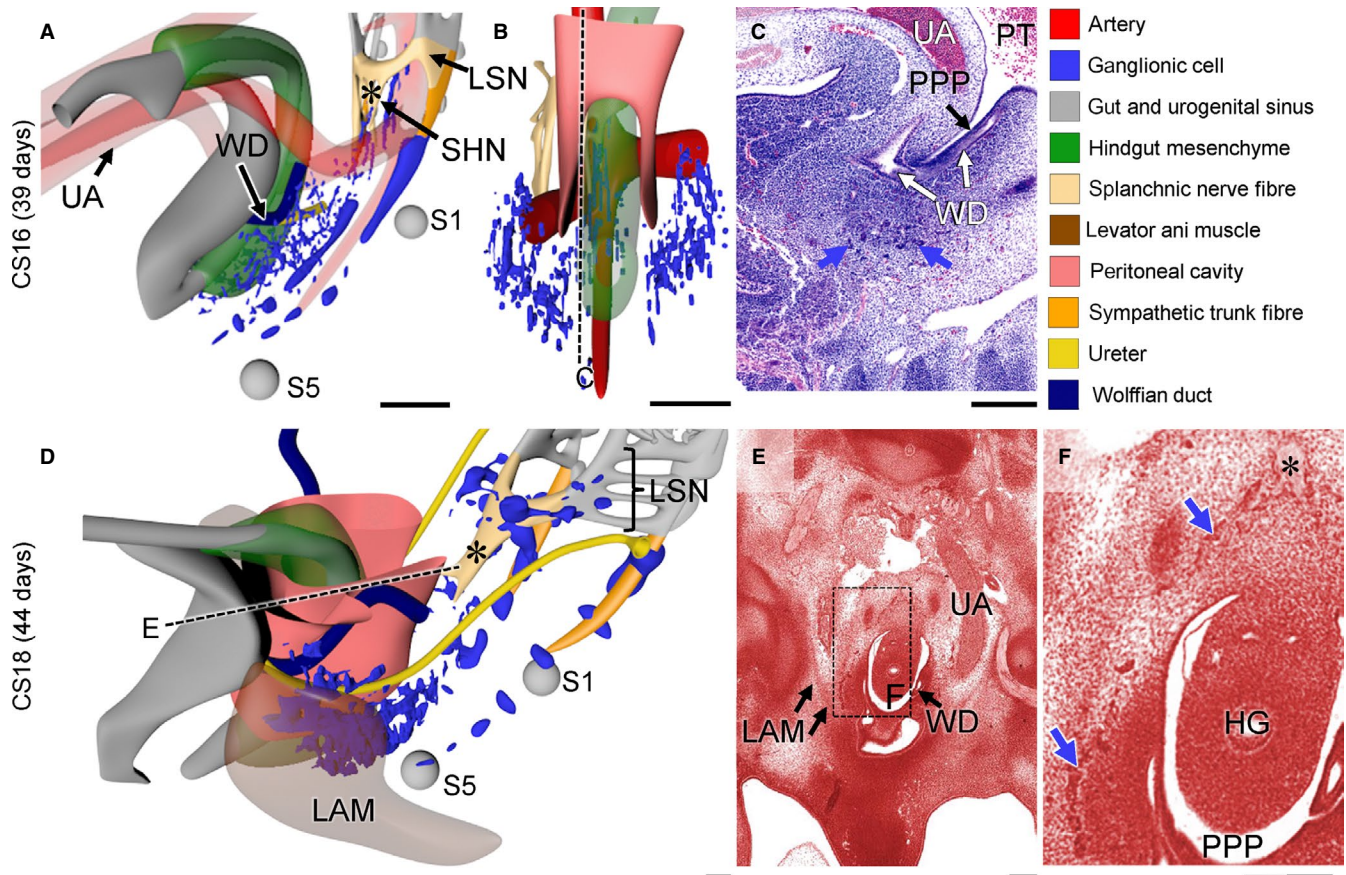 A
LSN
*
WD
SHN
UA
S1
S5
CS16 (39 days)
B
C
C
UA
PT
PPP
WD
Artery
Ganglionic cell
Gut and urogenital sinus
Hindgut mesenchyme
Splanchnic nerve fibre
Levator ani muscle
Peritoneal cavity
Sympathetic trunk fibre
Ureter
Wolffian duct
D
LSN
*
E
S1
S5
LAM
CS18 (44 days)
E
UA
F
LAM
WD
F
*
HG
PPP